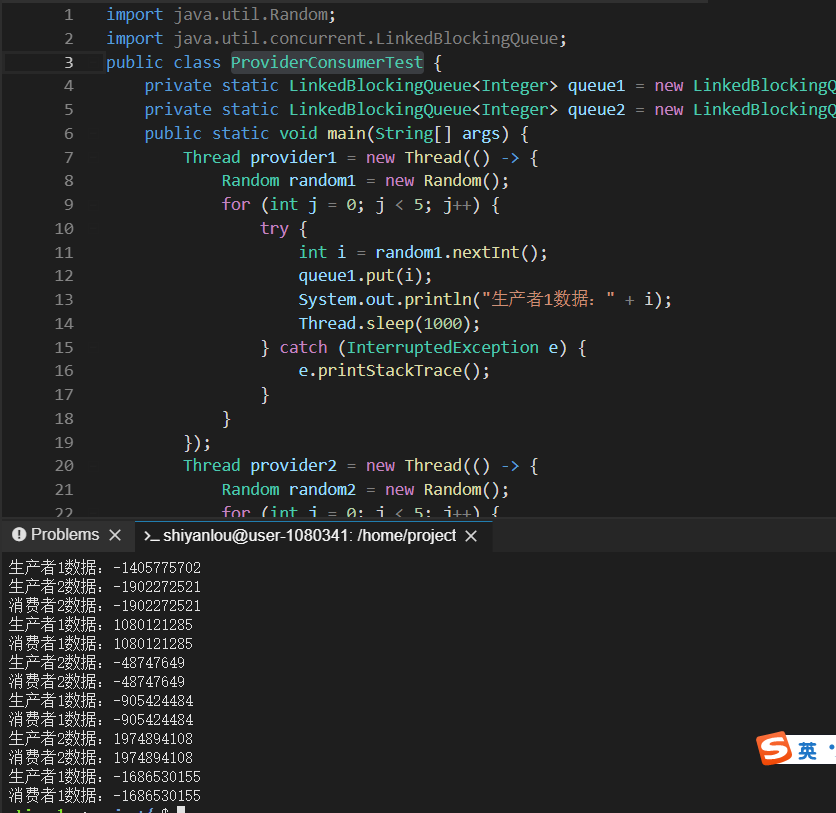 1 import java.util.Random;
2 import java.util.concurrent.LinkedBlockingQueue;
3 public class ProviderConsumerTest {
4 private static LinkedBlockingQueue<Integer> queue1 = new LinkedBlockingQ
5 private static LinkedBlockingQueue<Integer> queue2 = new LinkedBlockingQ
6 public static void main(String[] args) {
7 Thread provider1 = new Thread(() -> {
8 Random random1 = new Random();
9 for (int j = 0; j < 5; j++) {
10 try {
11 int i = random1.nextInt();
12 queue1.put(i);
13 System.out.println("生产者1数据：" + i);
14 Thread.sleep(1000);
15 } catch (InterruptedException e) {
16 e.printStackTrace();
17 }
18 }
19 });
20 Thread provider2 = new Thread(() -> {
21 Random random2 = new Random();
22 for (int j = 0; j < 5; j++) {
Problems
shiyanlou@user-1080341: /home/project
生产者1数据：-1405775702
生产者2数据：-1902272521
消费者2数据：-1902272521
生产者1数据：1080121285
消费者1数据：1080121285
生产者2数据：-48747649
消费者2数据：-48747649
生产者1数据：-905424484
消费者1数据：-905424484
生产者2数据：1974894108
消费者2数据：1974894108
生产者1数据：-1686530155
消费者1数据：-1686530155
S 英